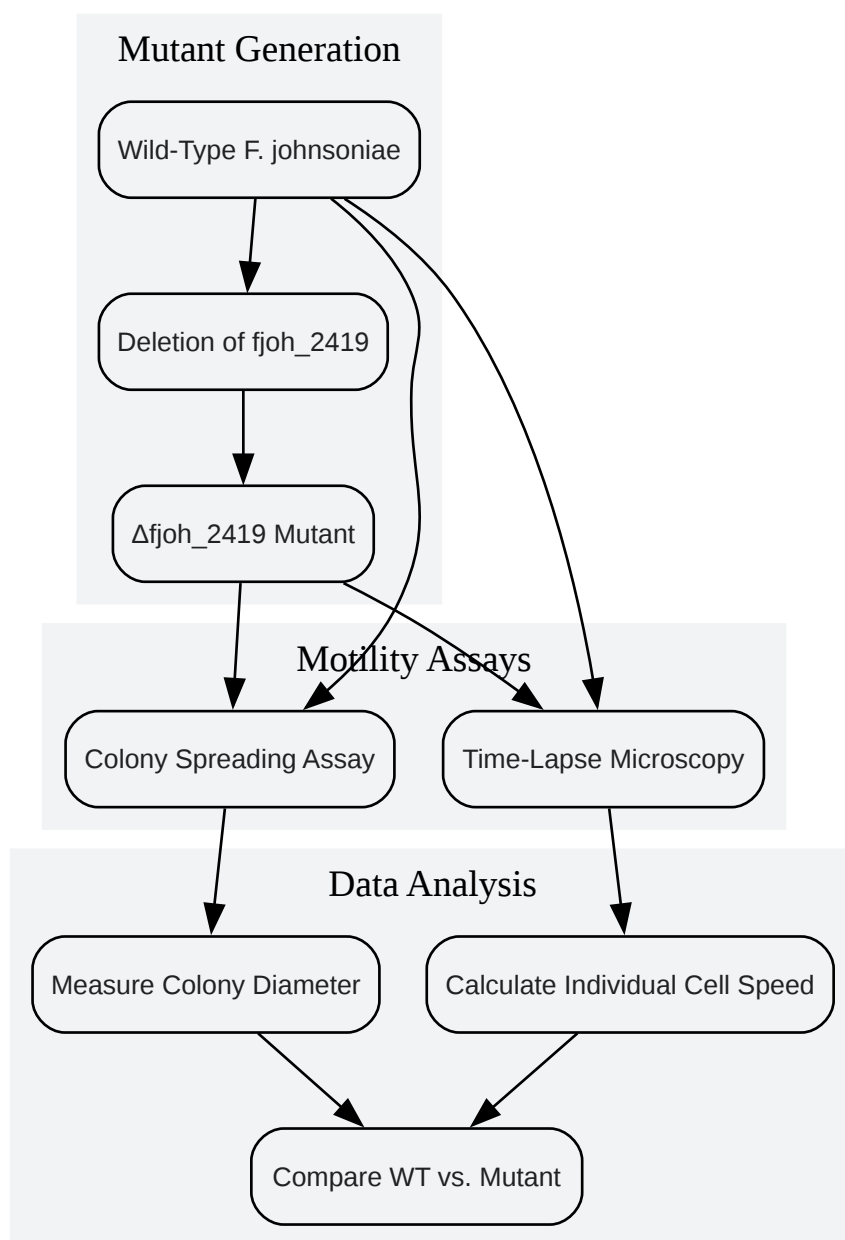 Mutant Generation
Wild-Type F. johnsoniae
Deletion of fjoh_2419
Δfjoh_2419 Mutant
Motility Assays
Colony Spreading Assay
Time-Lapse Microscopy
Data Analysis
Measure Colony Diameter
Calculate Individual Cell Speed
Compare WT vs. Mutant